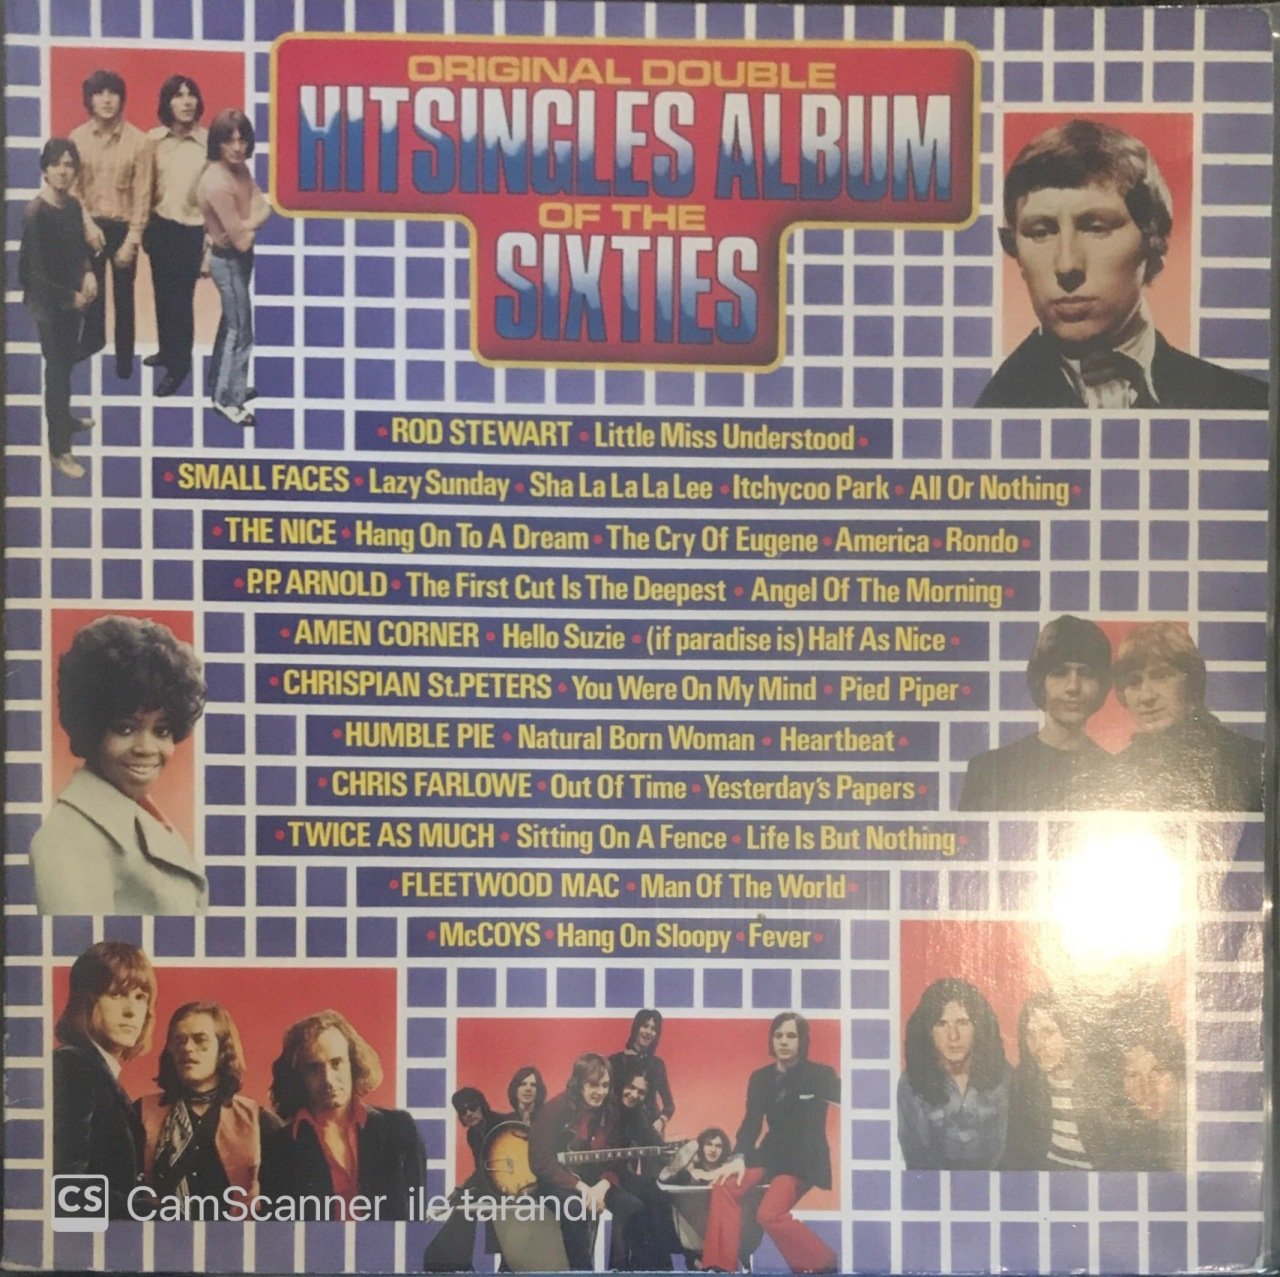 ORIGINAL DOUBLE
HITSINGLES ALBUM
OF THE
SIXTIES
• ROD STEWART • Little Miss Understood •
• SMALL FACES • Lazy Sunday • Sha La La La Lee • Itchycoo Park • All Or Nothing •
• THE NICE • Hang On To A Dream • The Cry Of Eugene • America • Rondo •
• P.P. ARNOLD • The First Cut Is The Deepest • Angel Of The Morning •
• AMEN CORNER • Hello Suzie • (if paradise is) Half As Nice •
• CHRISPIAN St.PETERS • You Were On My Mind • Pied Piper •
• HUMBLE PIE • Natural Born Woman • Heartbeat •
• CHRIS FARLOWE • Out Of Time • Yesterday's Papers •
• TWICE AS MUCH • Sitting On A Fence • Life Is But Nothing •
• FLEETWOOD MAC • Man Of The World •
• McCOYS • Hang On Sloopy • Fever •
CS CamScanner ile tarandı